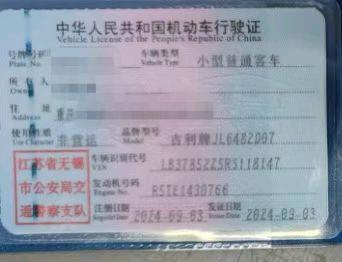 中华人民共和国机动车行驶证
Vehicle License of the People's Republic of China
号牌号码 车辆类型 小型普通客车
Plate No. Vehicle Type
所有人
Owner
住址
Address
使用性质 非营运 品牌型号 吉利牌JL6482D07
江苏省无锡
市公安局交
通警察支队
车辆识别代号 LB37852Z5RS118147
VIN
发动机号码 RSTE1430766
Engine No.
注册日期 2024-09-03 发证日期 2024-09-03
Register Date Issue Date